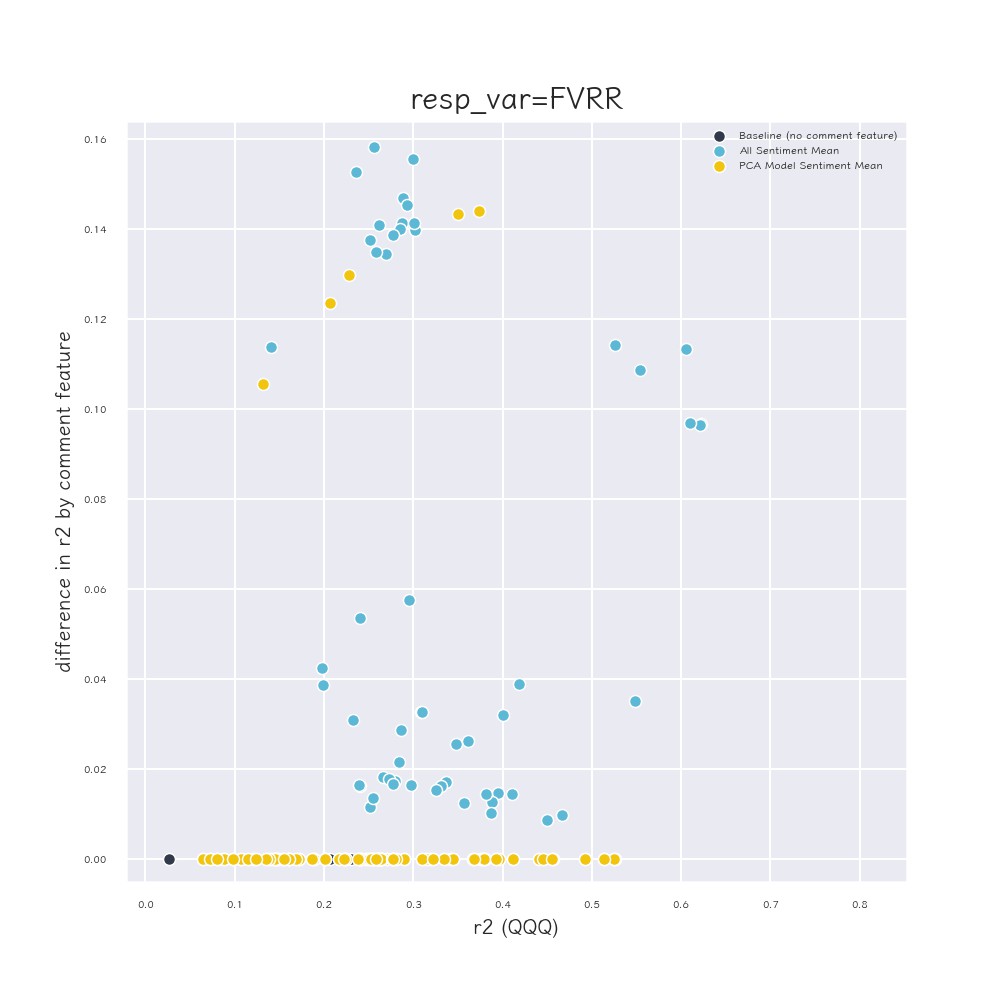 resp_var=FVRR
Baseline (no comment feature)
All Sentiment Mean
PCA Model Sentiment Mean
difference in r2 by comment feature
0.16
0.14
0.12
0.10
0.08
0.06
0.04
0.02
0.00
0.0 0.1 0.2 0.3 0.4 0.5 0.6 0.7 0.8
r2 (QQQ)